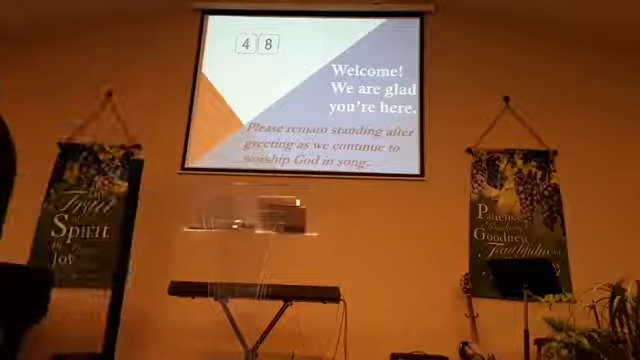 4 8
Welcome!
We are glad
you're here.
Please remain standing after
greeting as we continue to
worship God in song.
Fruit
Spirit
Joy
Patience
Goodness
Faithfulness